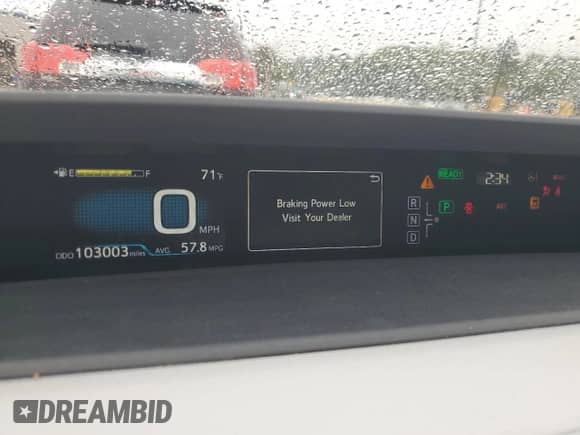 E F 71°F
0 MPH
ODO 103003 miles AVG. 57.8 MPG
Braking Power Low
Visit Your Dealer
READY 2:34
R
N P
D
DREAMBID